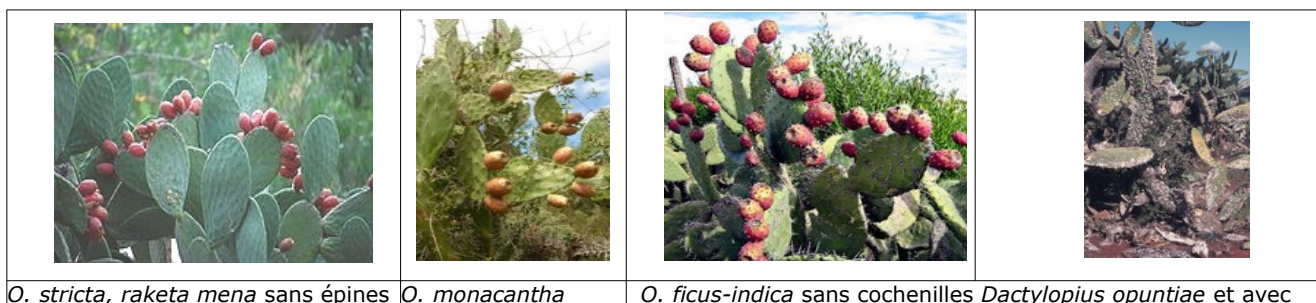 O. stricta, raketa mena sans épines
O. monacantha
O. ficus-indica sans cochenilles
Dactylopius opuntiae et avec